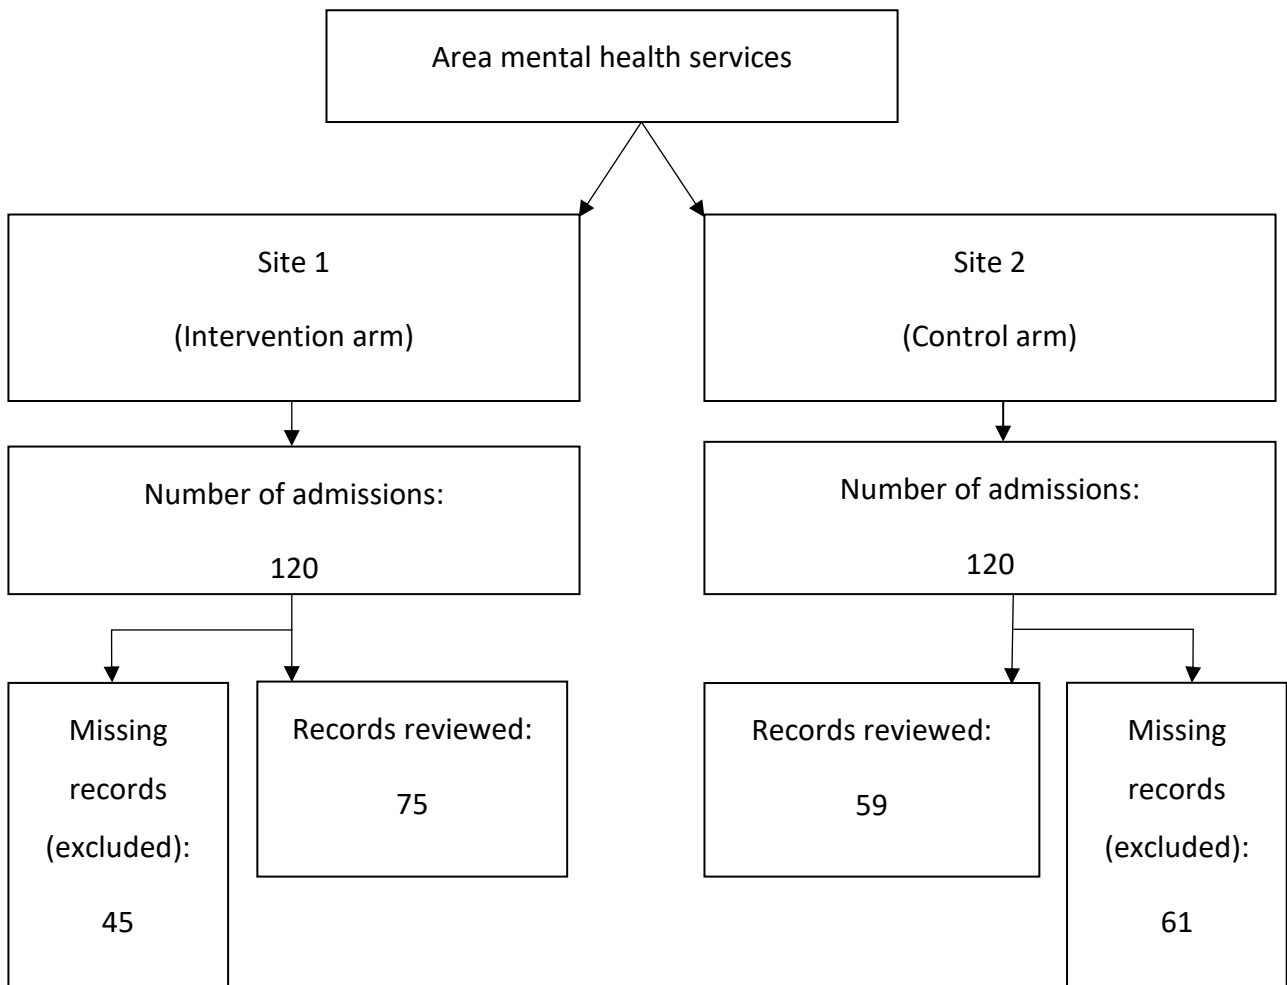 Area mental health services
Site 1
(Intervention arm)
Site 2
(Control arm)
Number of admissions:
120
Number of admissions:
120
Missing
records
(excluded):
45
Records reviewed:
75
Records reviewed:
59
Missing
records
(excluded):
61